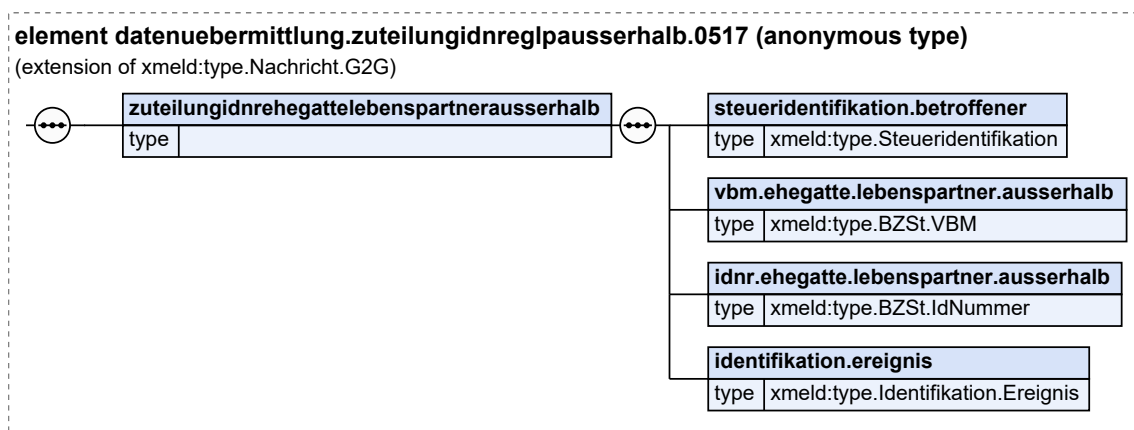 element datenuebermittlung.zuteilungidnreglpausserhalb.0517 (anonymous type)
(extension of xmeld:type.Nachricht.G2G)
zuteilungidnrehegattelebenspartnerausserhalb
type
steueridentifikation.betroffener
type xmeld:type.Steueridentifikation
vbm.ehegatte.lebenspartner.ausserhalb
type xmeld:type.BZSt.VBM
idnr.ehegatte.lebenspartner.ausserhalb
type xmeld:type.BZSt.IdNummer
identifikation.ereignis
type xmeld:type.Identifikation.Ereignis